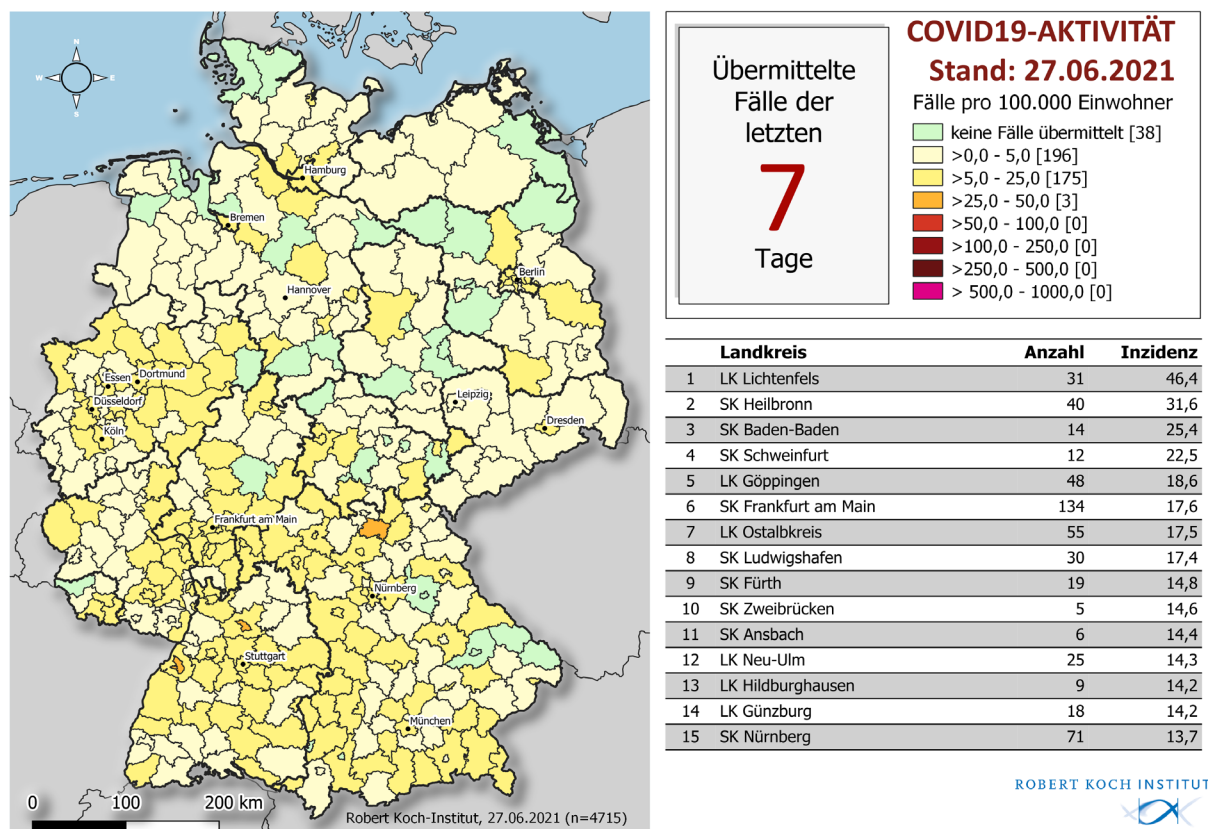 N
W
E
S
Hamburg
Bremen
Berlin
Hannover
Essen
Dortmund
Düsseldorf
Köln
Leipzig
Dresden
Frankfurt am Main
Nürnberg
Stuttgart
München
0 100 200 km
Robert Koch-Institut, 27.06.2021 (n=4715)
Übermittelte
Fälle der
letzten
7
Tage
COVID19-AKTIVITÄT
Stand: 27.06.2021
Fälle pro 100.000 Einwohner
keine Fälle übermittelt [38]
>0,0 - 5,0 [196]
>5,0 - 25,0 [175]
>25,0 - 50,0 [3]
>50,0 - 100,0 [0]
>100,0 - 250,0 [0]
>250,0 - 500,0 [0]
> 500,0 - 1000,0 [0]
Landkreis Anzahl Inzidenz
1 LK Lichtenfels 31 46,4
2 SK Heilbronn 40 31,6
3 SK Baden-Baden 14 25,4
4 SK Schweinfurt 12 22,5
5 LK Göppingen 48 18,6
6 SK Frankfurt am Main 134 17,6
7 LK Ostalbkreis 55 17,5
8 SK Ludwigshafen 30 17,4
9 SK Fürth 19 14,8
10 SK Zweibrücken 5 14,6
11 SK Ansbach 6 14,4
12 LK Neu-Ulm 25 14,3
13 LK Hildburghausen 9 14,2
14 LK Günzburg 18 14,2
15 SK Nürnberg 71 13,7
ROBERT KOCH INSTITUT